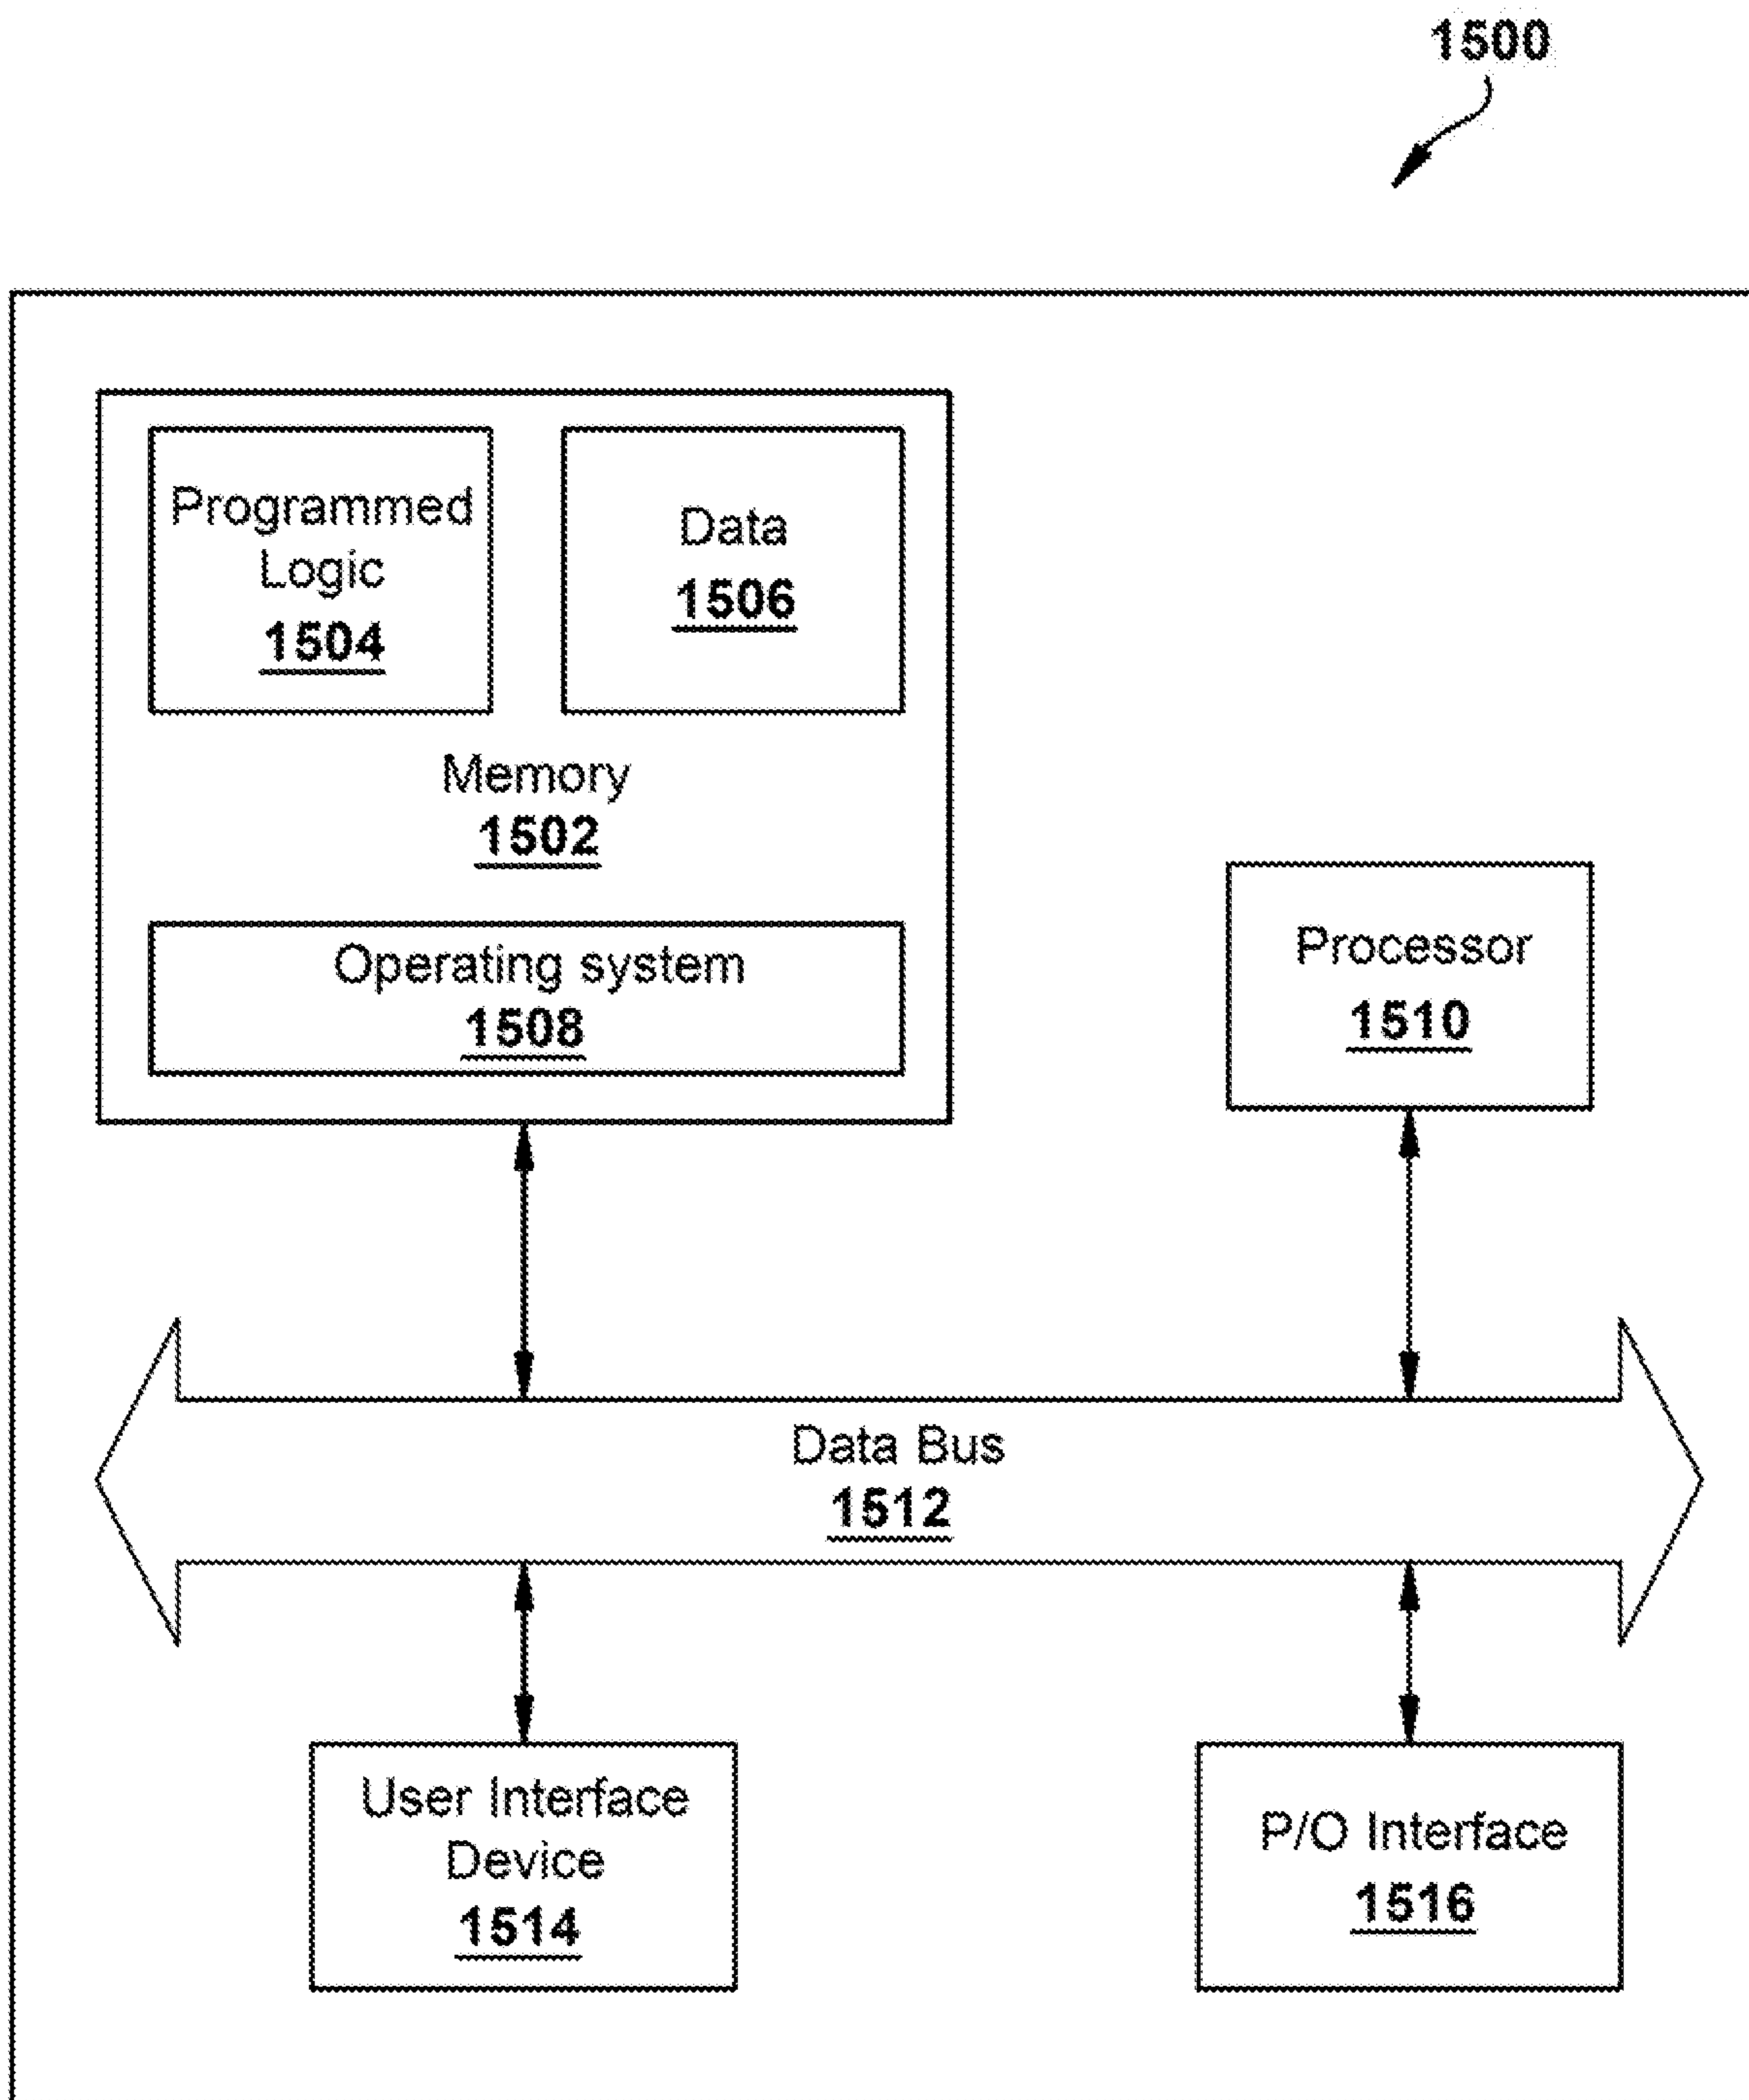 1500
Programmed
Logic
1504
Data
1506
Memory
1502
Operating system
1508
Processor
1510
Data Bus
1512
User Interface
Device
1514
P/O Interface
1516